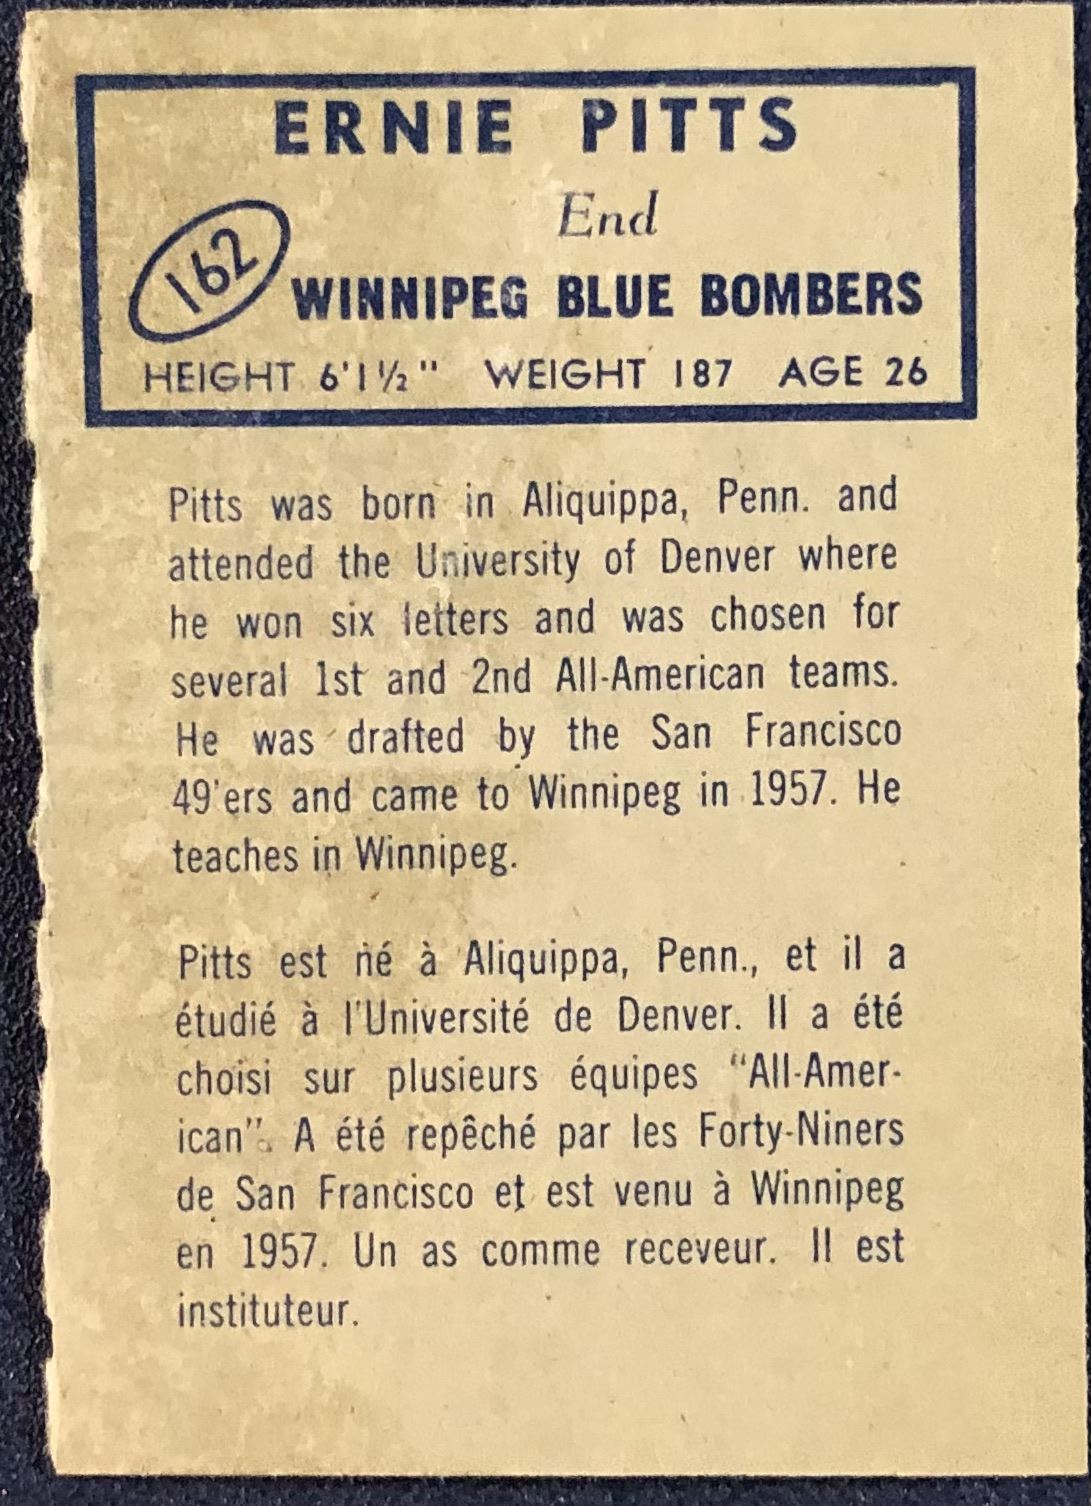 ERNIE PITTS
End
162
WINNIPEG BLUE BOMBERS
HEIGHT 6'1½" WEIGHT 187 AGE 26
Pitts was born in Aliquippa, Penn. and
attended the University of Denver where
he won six letters and was chosen for
several 1st and 2nd All-American teams.
He was drafted by the San Francisco
49'ers and came to Winnipeg in 1957. He
teaches in Winnipeg.
Pitts est né à Aliquippa, Penn., et il a
étudié à l'Université de Denver. Il a été
choisi sur plusieurs équipes "All-Amer-
ican". A été repêché par les Forty-Niners
de San Francisco et est venu à Winnipeg
en 1957. Un as comme receveur. Il est
instituteur.